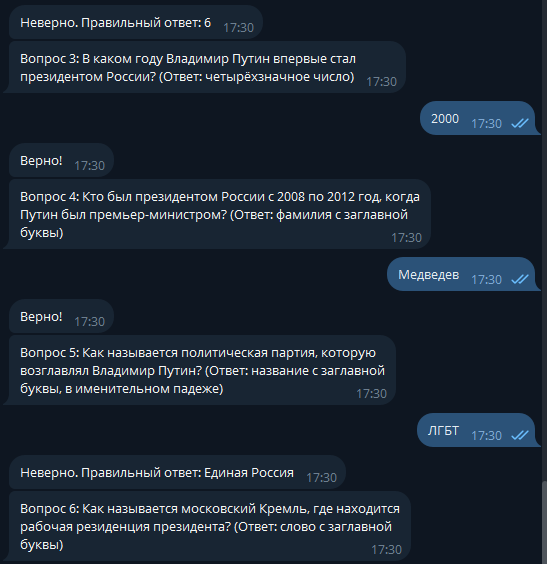 Неверно. Правильный ответ: 6 17:30
Вопрос 3: В каком году Владимир Путин впервые стал
президентом России? (Ответ: четырёхзначное число) 17:30
2000 17:30
Верно! 17:30
Вопрос 4: Кто был президентом России с 2008 по 2012 год, когда
Путин был премьер-министром? (Ответ: фамилия с заглавной
буквы) 17:30
Медведев 17:30
Верно! 17:30
Вопрос 5: Как называется политическая партия, которую
возглавлял Владимир Путин? (Ответ: название с заглавной
буквы, в именительном падеже) 17:30
ЛГБТ 17:30
Неверно. Правильный ответ: Единая Россия 17:30
Вопрос 6: Как называется московский Кремль, где находится
рабочая резиденция президента? (Ответ: слово с заглавной
буквы) 17:30